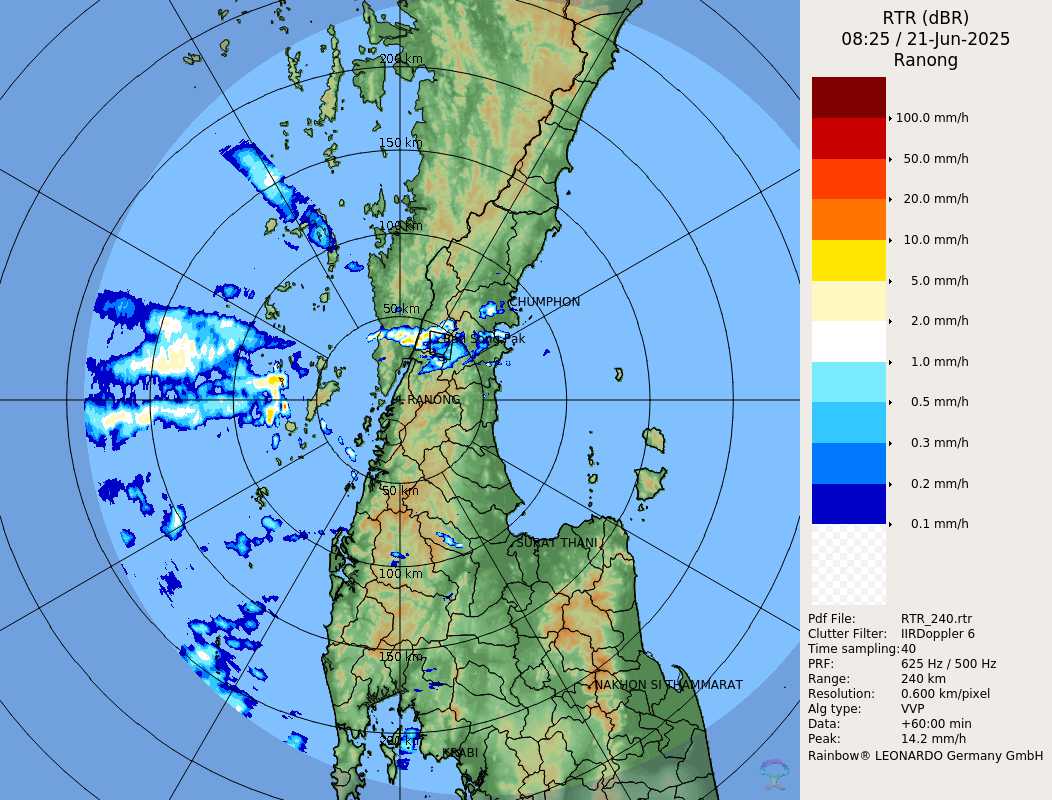 RTR (dBR)
08:25 / 21-Jun-2025
Ranong
100.0 mm/h
50.0 mm/h
20.0 mm/h
10.0 mm/h
5.0 mm/h
2.0 mm/h
1.0 mm/h
0.5 mm/h
0.3 mm/h
0.2 mm/h
0.1 mm/h
Pdf File: RTR_240.rtr
Clutter Filter: IIRDoppler 6
Time sampling: 40
PRF: 625 Hz / 500 Hz
Range: 240 km
Resolution: 0.600 km/pixel
Alg type: VVP
Data: +60:00 min
Peak: 14.2 mm/h
Rainbow® LEONARDO Germany GmbH
200 km
150 km
100 km
50 km
CHUMPHON
RANONG
50 km
SURAT THANI
100 km
150 km
NAKHON SI THAMMARAT
200 km
KRABI